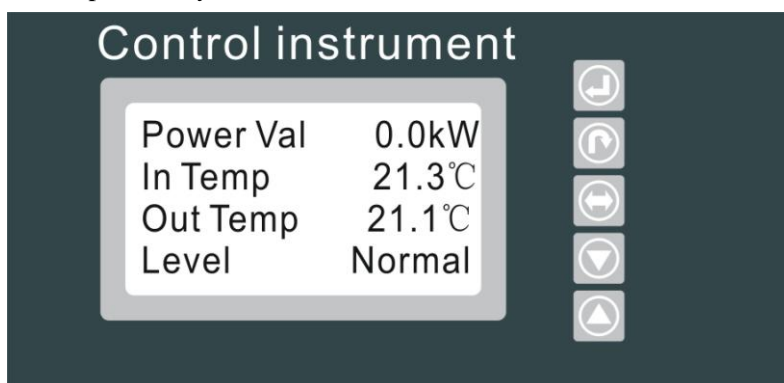 Control instrument
Power Val 0.0kW
In Temp 21.3℃
Out Temp 21.1℃
Level Normal